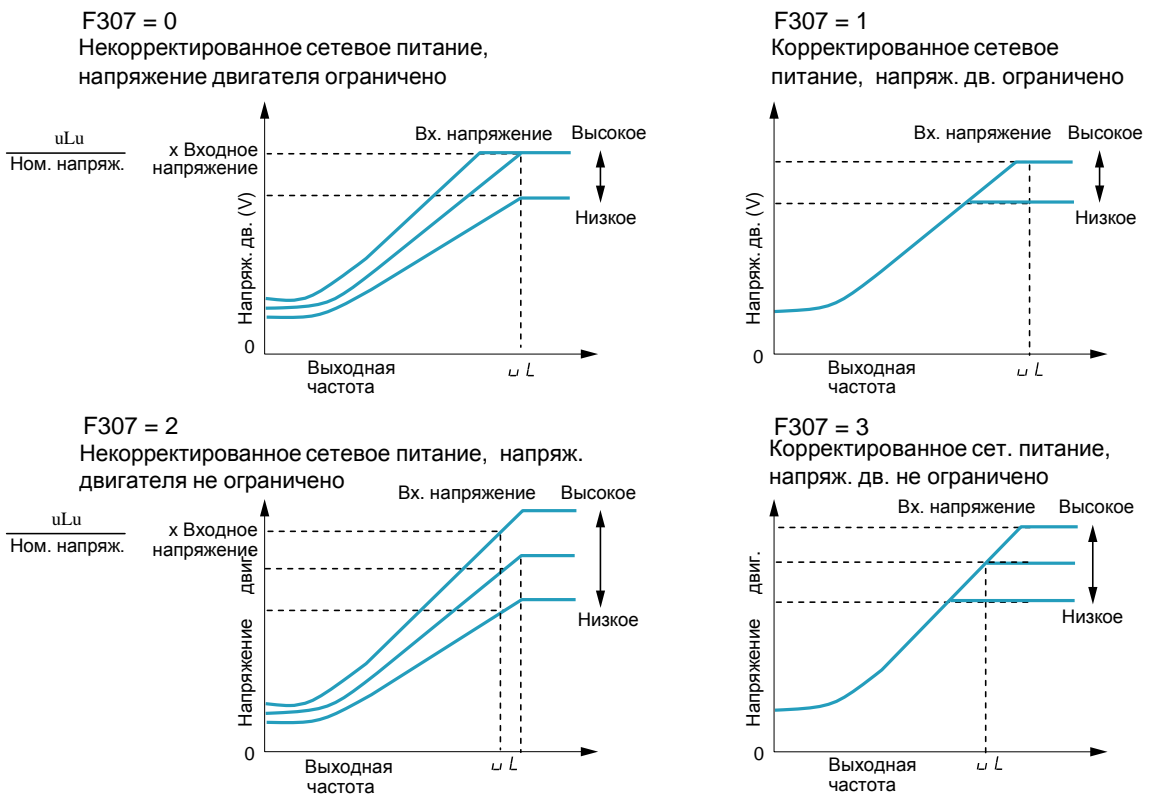 F307 = 0
Некорректированное сетевое питание,
напряжение двигателя ограничено
uLu
Ном. напряж.
x Входное
напряжение
Вх. напряжение
Высокое
Низкое
Напряж. дв. (V)
0
Выходная
частота
u L
F307 = 1
Корректированное сетевое
питание, напряж. дв. ограничено
Вх. напряжение
Высокое
Низкое
Напряж. дв. (V)
0
Выходная
частота
u L
F307 = 2
Некорректированное сетевое питание, напряж.
двигателя не ограничено
uLu
Ном. напряж.
x Входное
напряжение
Вх. напряжение
Высокое
Низкое
Напряжение двиг.
0
Выходная
частота
u L
F307 = 3
Корректированное сет. питание,
напряж. дв. не ограничено
Вх. напряжение
Высокое
Низкое
Напряжение двиг.
0
Выходная
частота
u L